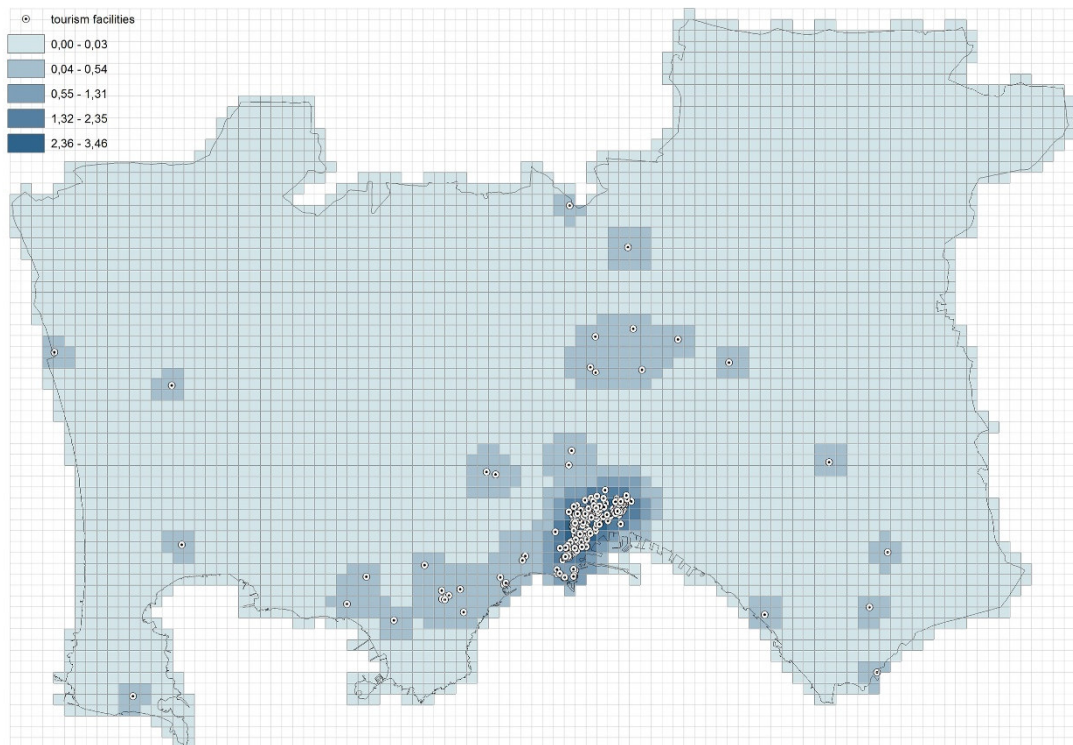 tourism facilities
0,00 - 0,03
0,04 - 0,54
0,55 - 1,31
1,32 - 2,35
2,36 - 3,46